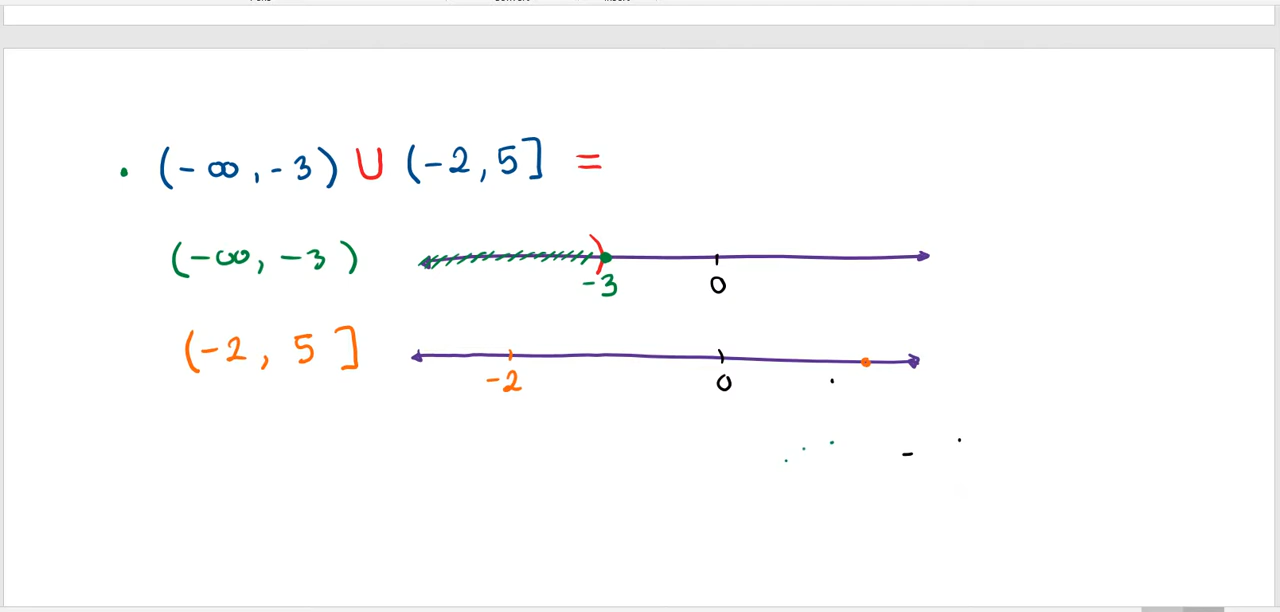 (-∞, -3) ∪ (-2, 5] =
(-∞, -3)
-3 0
(-2, 5]
-2 0